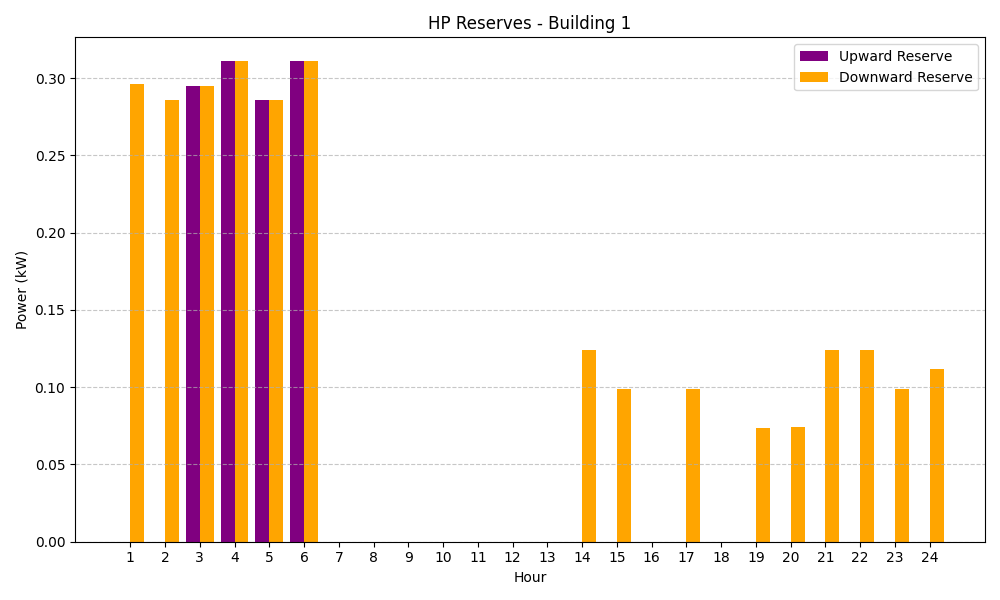 HP Reserves - Building 1
Upward Reserve
Downward Reserve
Power (kW)
0.30
0.25
0.20
0.15
0.10
0.05
0.00
1 2 3 4 5 6 7 8 9 10 11 12 13 14 15 16 17 18 19 20 21 22 23 24
Hour